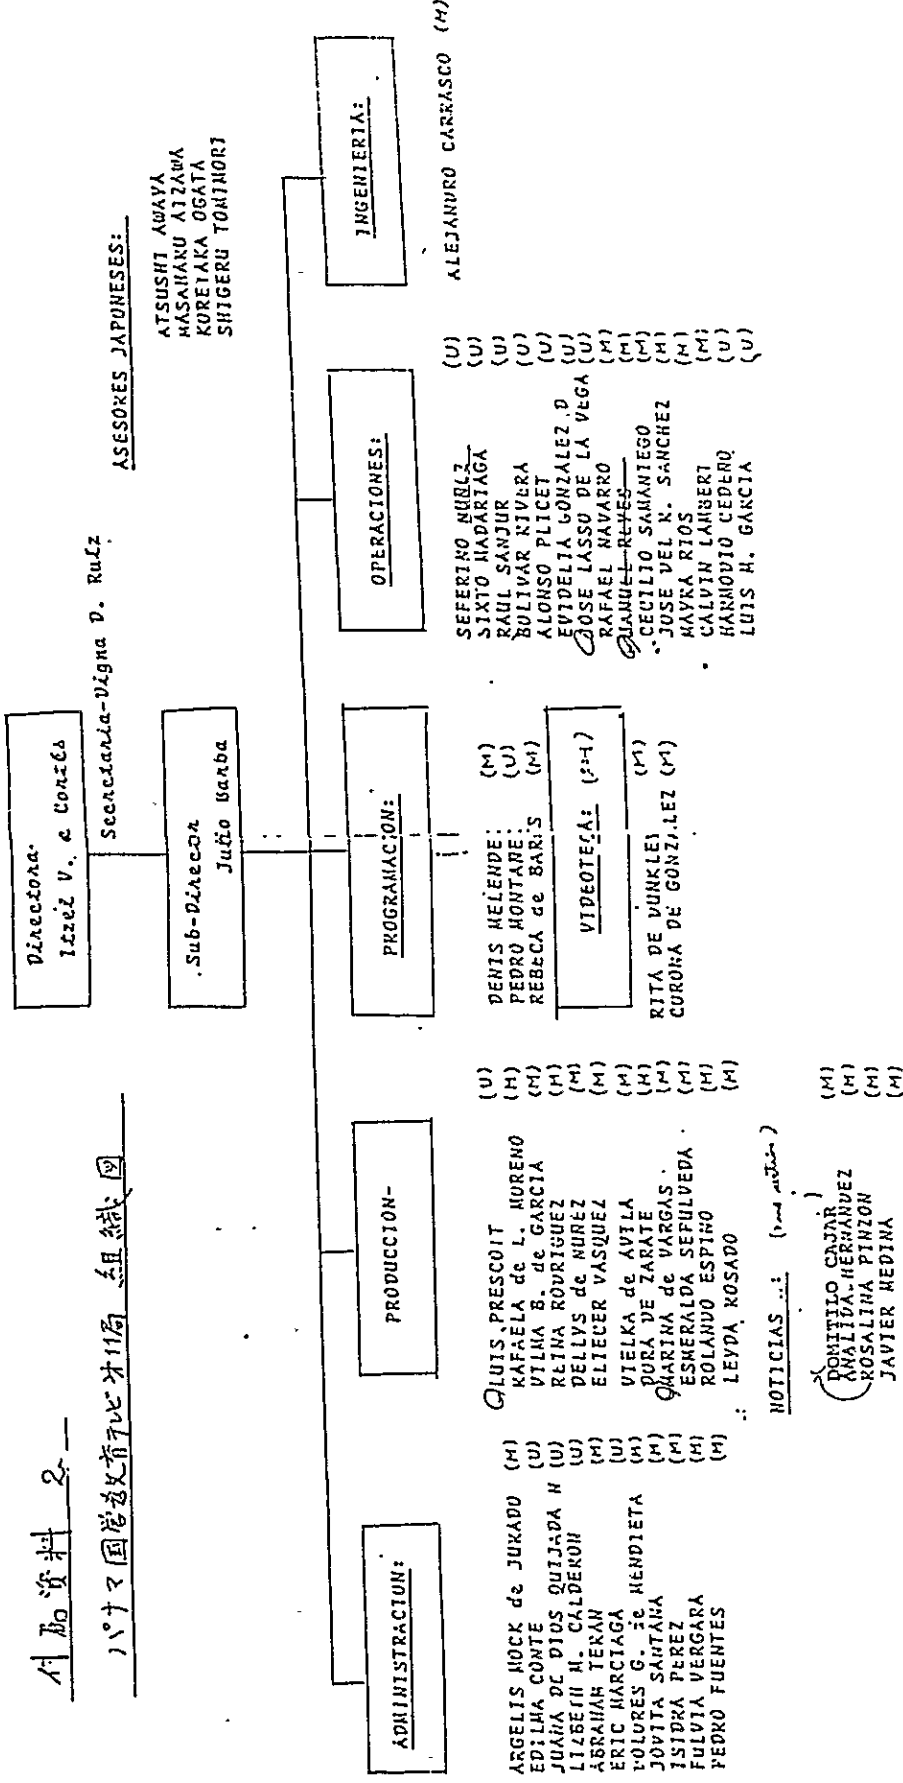 付属資料 2.
パナマ国営教育テレビ第11局 組織図
Directora.
Itzel V. de Cortés
Secretaria-Vigna D. Ruíz
.Sub-Direcor
Julio Barba
ASESORES JAPONESES:
ATSUSHI AWAYA
MASAHARU AIZAWA
KORETAKA OGATA
SHIGERU TOMIMORI
ADMINISTRACION:
ARGELIS MOCK de JURADO (M)
EDILMA CONTE (U)
JUANA DE DIOS QUIJADA H (U)
LIZBETH M. CALDERON (U)
ABRAHAM TERAN (M)
ERIC MARCIAGA (U)
DOLORES G. de MENDIETA (M)
JOVITA SANTANA (M)
ISIDRA PEREZ (M)
FULVIA VERGARA (M)
PEDRO FUENTES (M)
PRODUCCION-
LUIS PRESCOTT (U)
RAFAELA de L. MORENO (M)
VILMA B. de GARCIA (M)
REINA RODRIGUEZ (M)
DELLYS de NUÑEZ (M)
ELIECER VASQUEZ (M)
VIELKA de AVILA (M)
DORA DE ZARATE (M)
MARINA de VARGAS. (M)
ESMERALDA SEPULVEDA. (M)
ROLANDO ESPINO (M)
LEYDA ROSADO (M)
NOTICIAS ..:
DOMITILO CAJAR (M)
ANALIDA HERNANDEZ (M)
ROSALINA PINZON (M)
JAVIER MEDINA (M)
PROGRAMACION:
DENIS MELENDE: (M)
PEDRO MONTANE: (U)
REBECA de BARIS (M)
VIDEOTECA:
RITA DE DUNKLEY (M)
CORONA DE GONZALEZ (M)
OPERACIONES:
SEFERINO NUÑEZ (U)
SIXTO MADARIAGA (U)
RAUL SANJUR (U)
BOLIVAR RIVERA (U)
ALONSO PLICET (U)
EVIDELIA GONZALEZ.D (U)
JOSE LASSO DE LA VEGA (U)
RAFAEL NAVARRO (M)
MANUEL REYES (M)
CECILIO SAMANIEGO (M)
JOSE DEL R. SANCHEZ (M)
MAYRA RIOS (M)
CALVIN LAMBERT (M)
HARMODIO CEDEÑO (U)
LUIS M. GARCIA (U)
INGENIERIA:
ALEJANDRO CARRASCO (M)